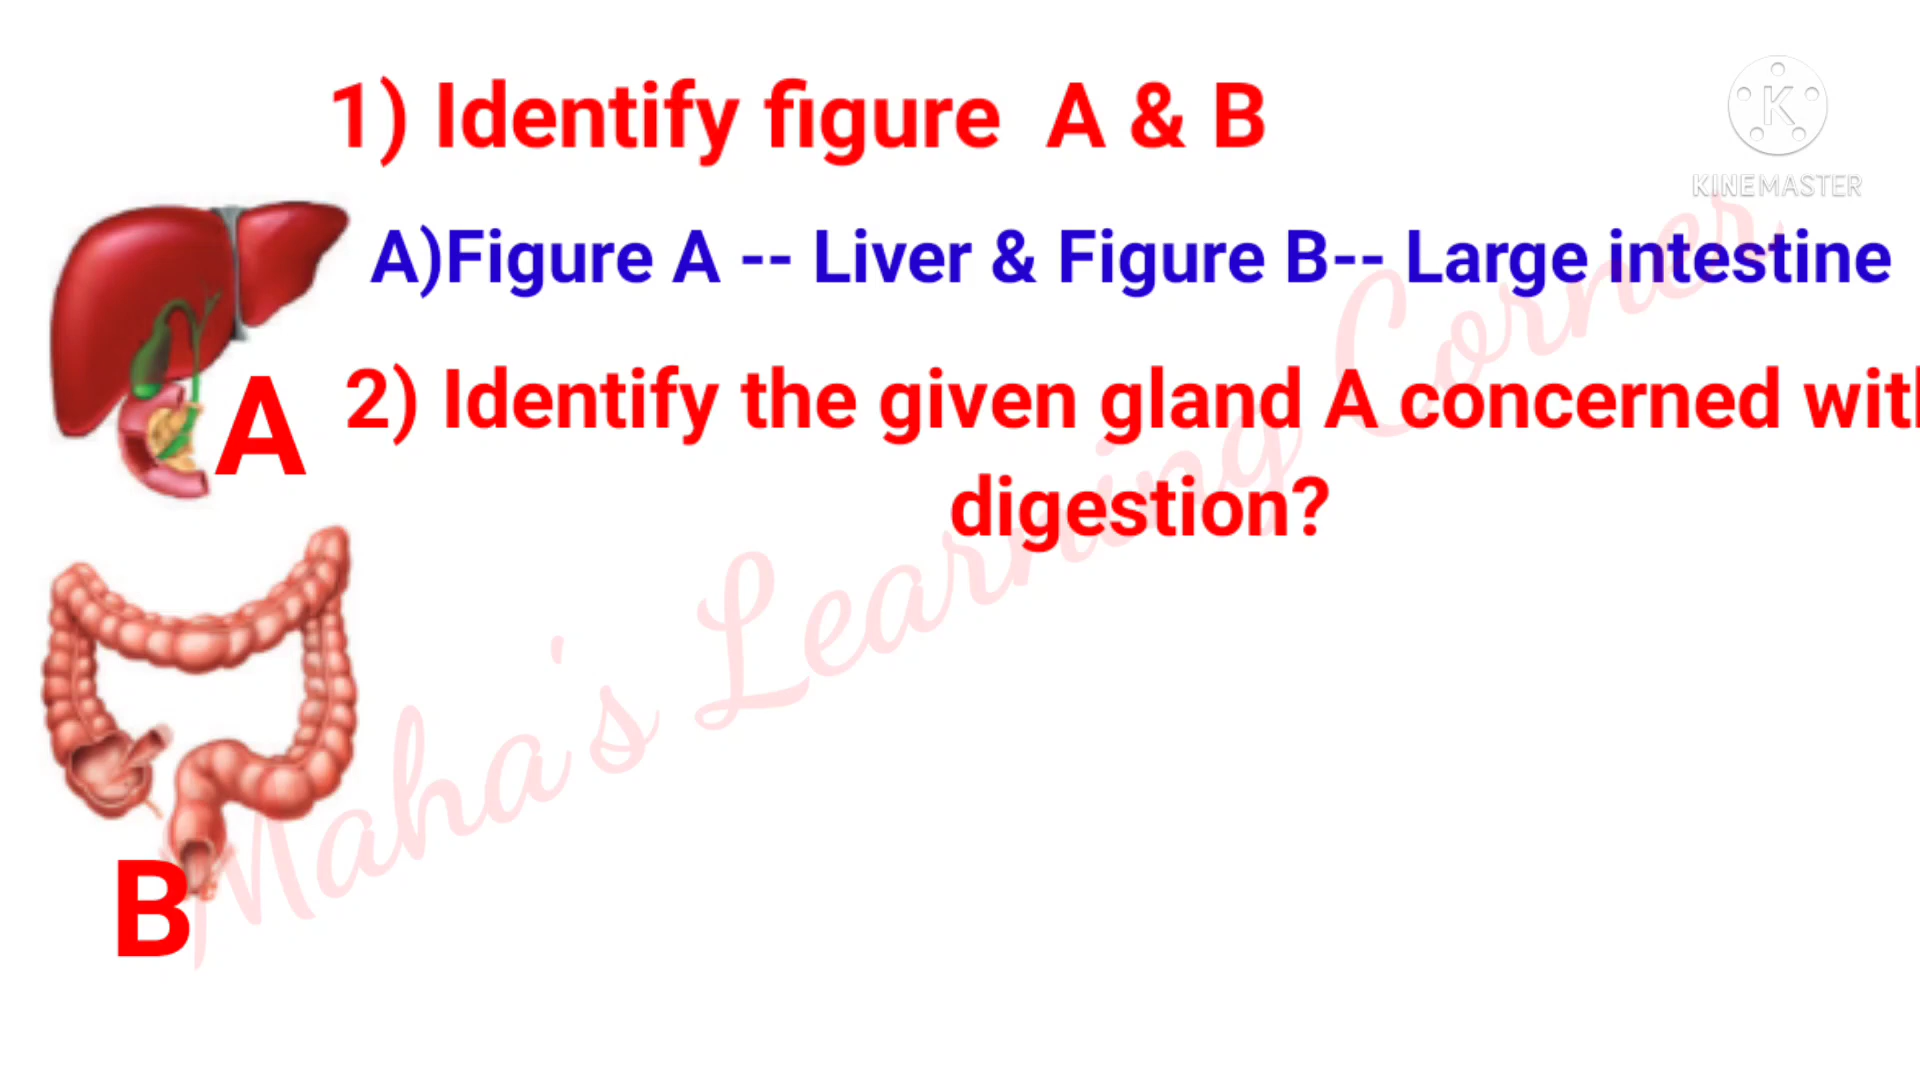 1) Identify figure A & B
KINEMASTER
A)Figure A -- Liver & Figure B-- Large intestine
A
2) Identify the given gland A concerned with
digestion?
B
Maha's Learning Corner